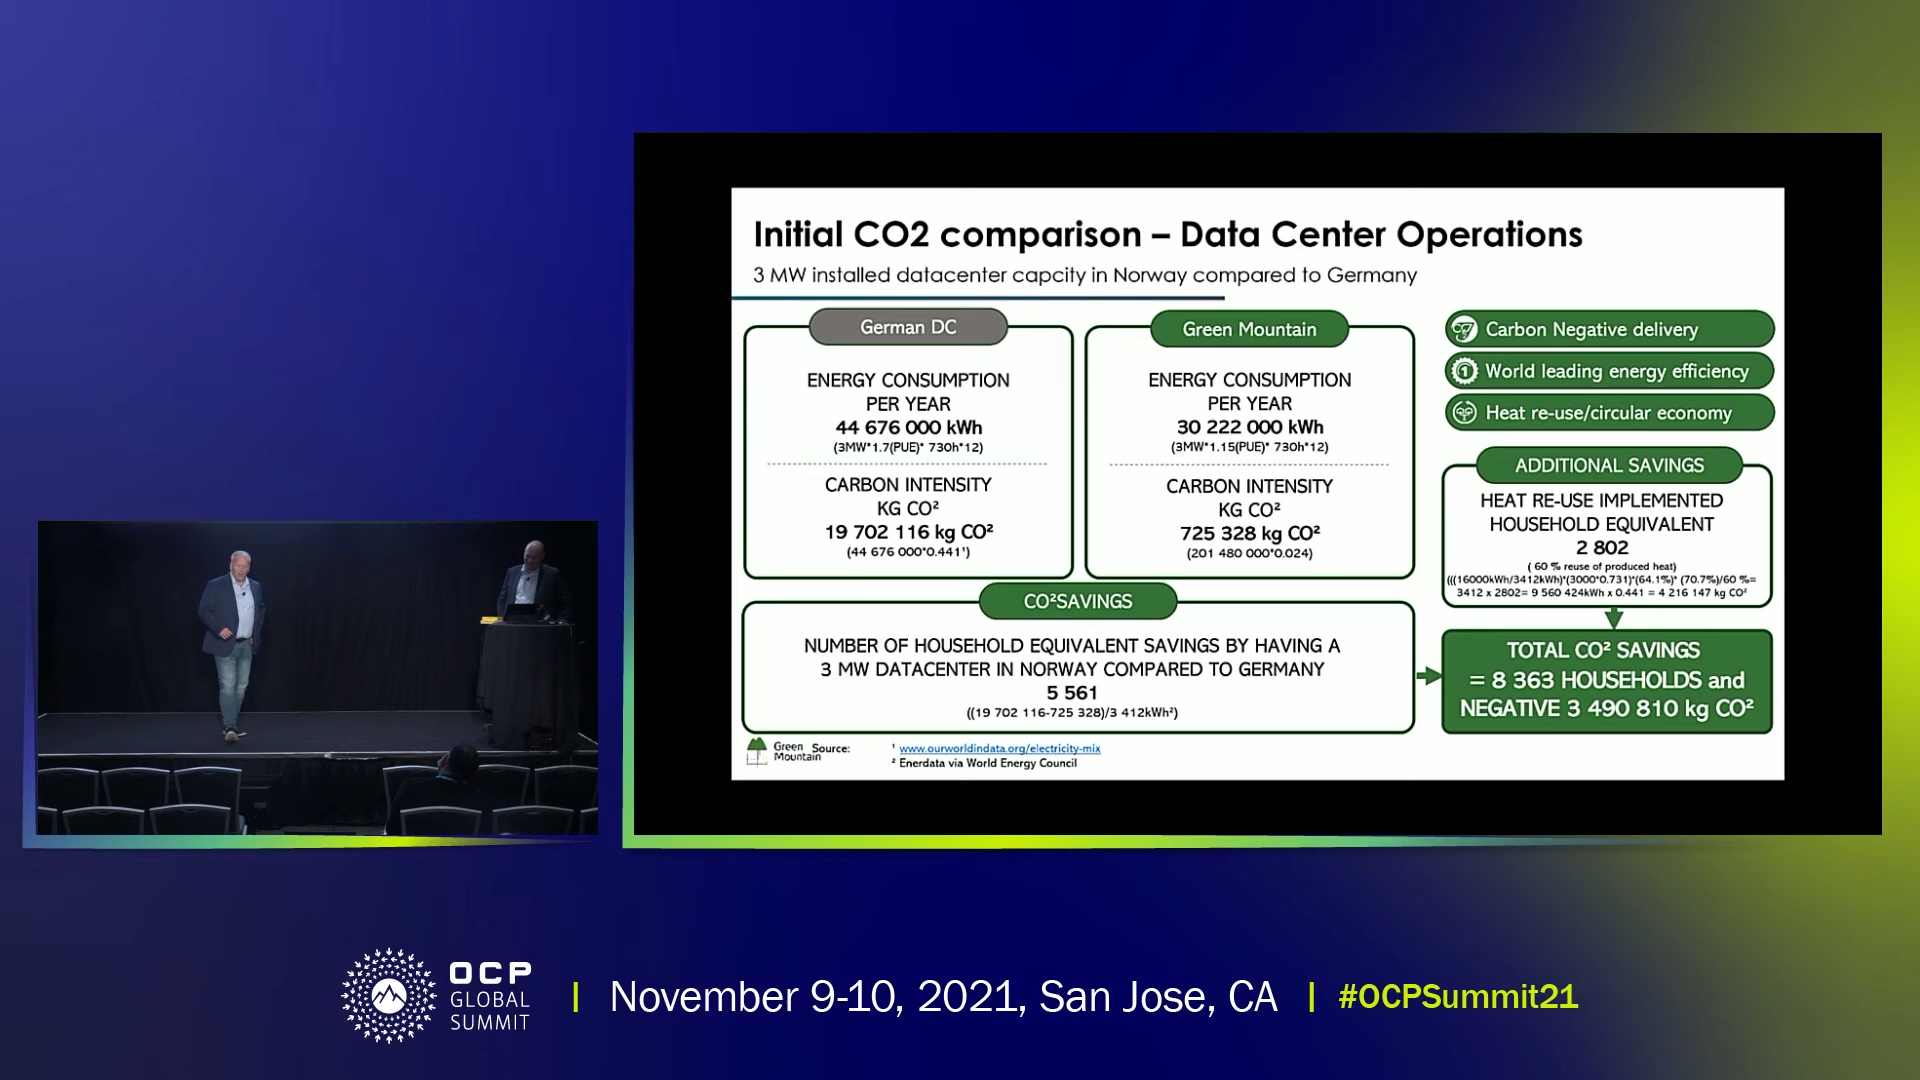 Initial CO2 comparison – Data Center Operations
3 MW installed datacenter capcity in Norway compared to Germany
German DC
ENERGY CONSUMPTION
PER YEAR
44 676 000 kWh
(3MW*1.7(PUE)* 730h*12)
CARBON INTENSITY
KG CO²
19 702 116 kg CO²
(44 676 000*0.441¹)
Green Mountain
ENERGY CONSUMPTION
PER YEAR
30 222 000 kWh
(3MW*1.15(PUE)* 730h*12)
CARBON INTENSITY
KG CO²
725 328 kg CO²
(201 480 000*0.024)
Carbon Negative delivery
World leading energy efficiency
Heat re-use/circular economy
ADDITIONAL SAVINGS
HEAT RE-USE IMPLEMENTED
HOUSEHOLD EQUIVALENT
2 802
( 60 % reuse of produced heat)
(((16000kWh/3412kWh)*(3000*0.731)*(64.1%)* (70.7%)/60 %=
3412 x 2802= 9 560 424kWh x 0.441 = 4 216 147 kg CO²
CO²SAVINGS
NUMBER OF HOUSEHOLD EQUIVALENT SAVINGS BY HAVING A
3 MW DATACENTER IN NORWAY COMPARED TO GERMANY
5 561
((19 702 116-725 328)/3 412kWh²)
TOTAL CO² SAVINGS
= 8 363 HOUSEHOLDS and
NEGATIVE 3 490 810 kg CO²
Green
Mountain
Source:
¹ www.ourworldindata.org/electricity-mix
² Enerdata via World Energy Council
OCP
GLOBAL
SUMMIT
| November 9-10, 2021, San Jose, CA | #OCPSummit21